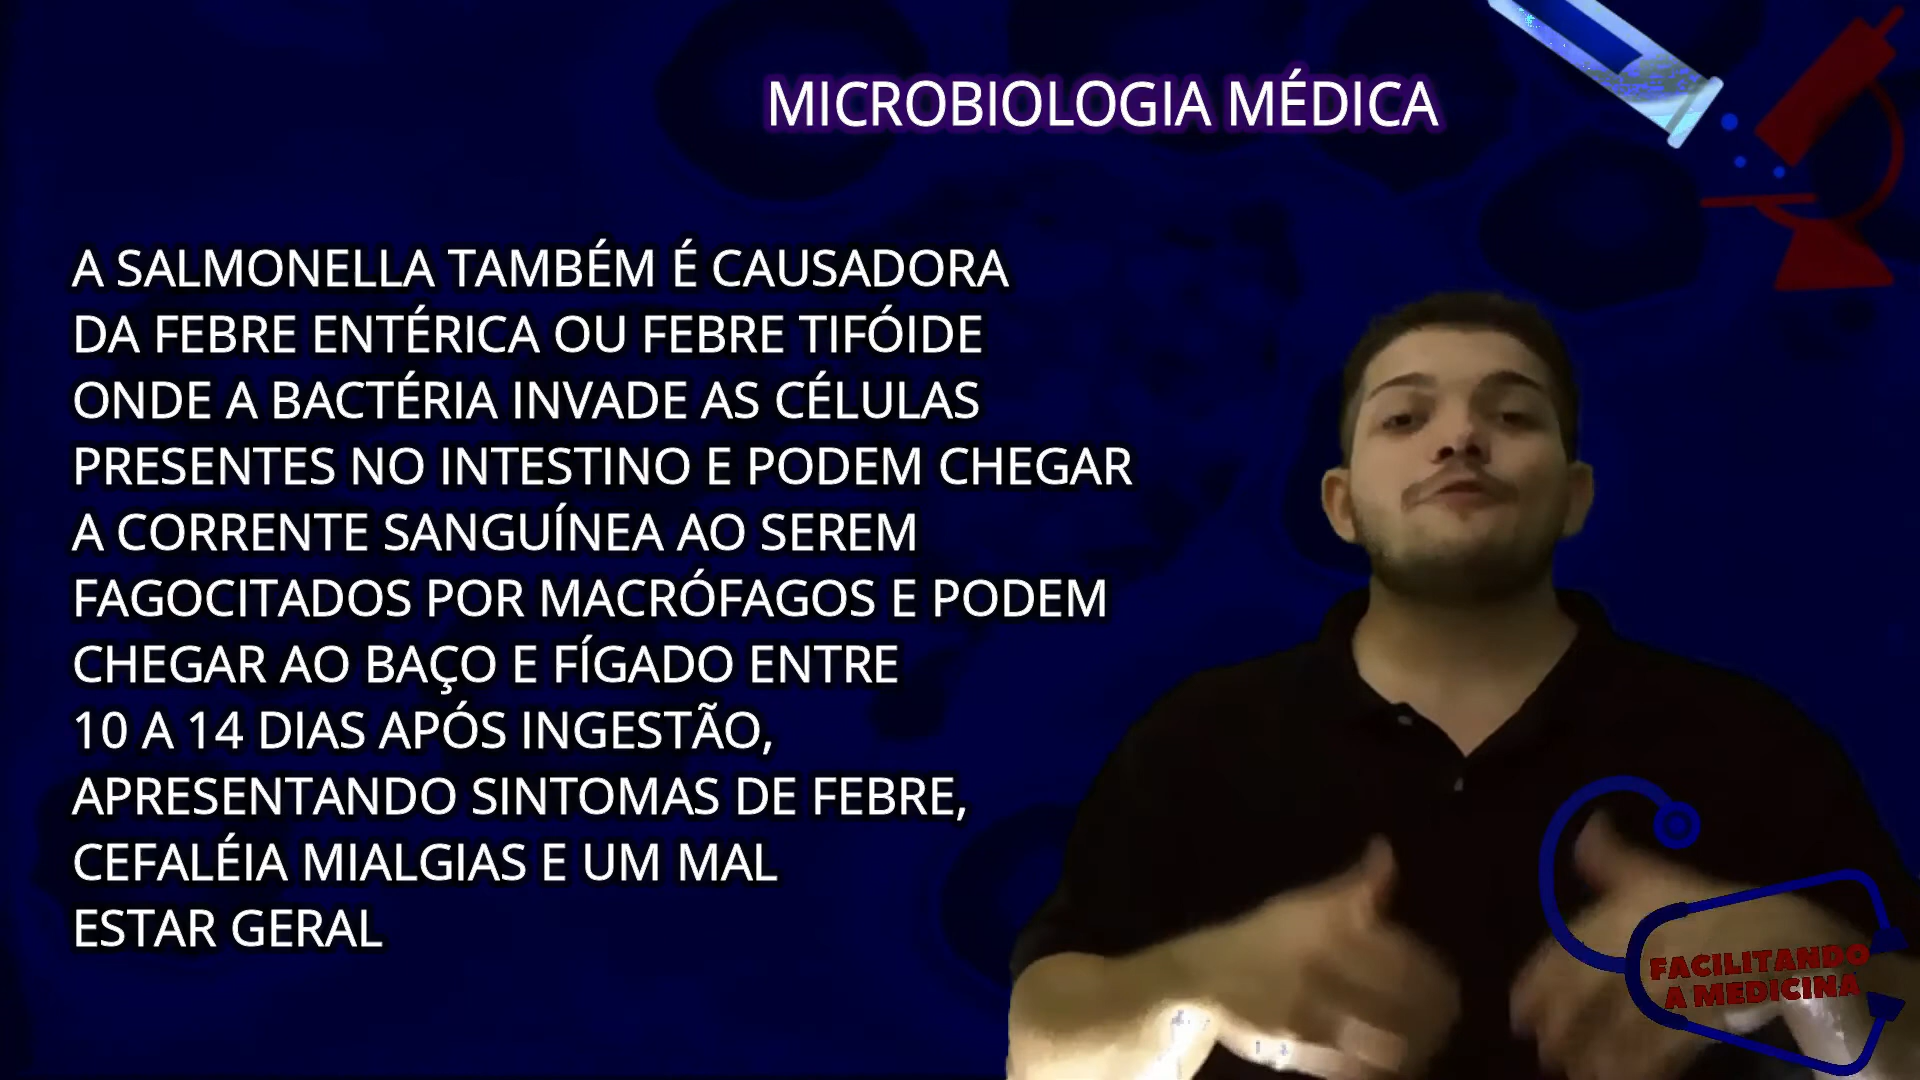 MICROBIOLOGIA MÉDICA
A SALMONELLA TAMBÉM É CAUSADORA
DA FEBRE ENTÉRICA OU FEBRE TIFÓIDE
ONDE A BACTÉRIA INVADE AS CÉLULAS
PRESENTES NO INTESTINO E PODEM CHEGAR
A CORRENTE SANGUÍNEA AO SEREM
FAGOCITADOS POR MACRÓFAGOS E PODEM
CHEGAR AO BAÇO E FÍGADO ENTRE
10 A 14 DIAS APÓS INGESTÃO,
APRESENTANDO SINTOMAS DE FEBRE,
CEFALÉIA MIALGIAS E UM MAL
ESTAR GERAL
FACILITANDO
A MEDICINA